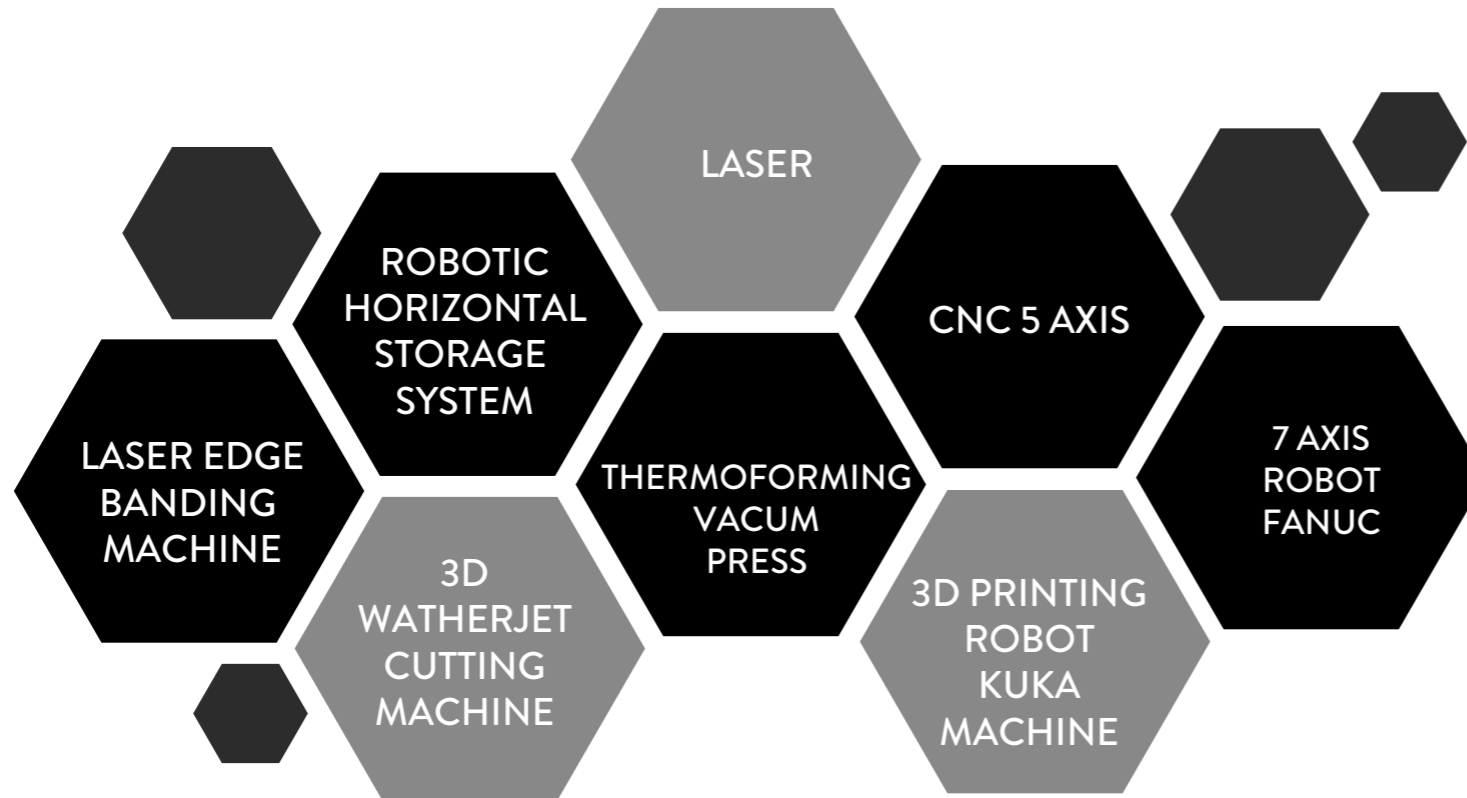 LASER
ROBOTIC
HORIZONTAL
STORAGE
SYSTEM
CNC 5 AXIS
LASER EDGE
BANDING
MACHINE
THERMOFORMING
VACUM
PRESS
7 AXIS
ROBOT
FANUC
3D
WATHERJET
CUTTING
MACHINE
3D PRINTING
ROBOT
KUKA
MACHINE